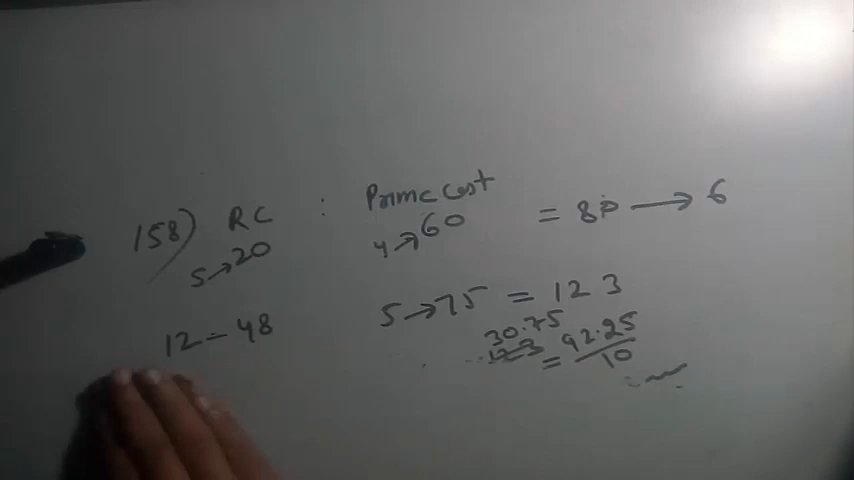 158) RC : Prime Cost
5→20 4→60 = 80 → 6
12 - 48 5→75 = 123
30.75
= 92.25
10